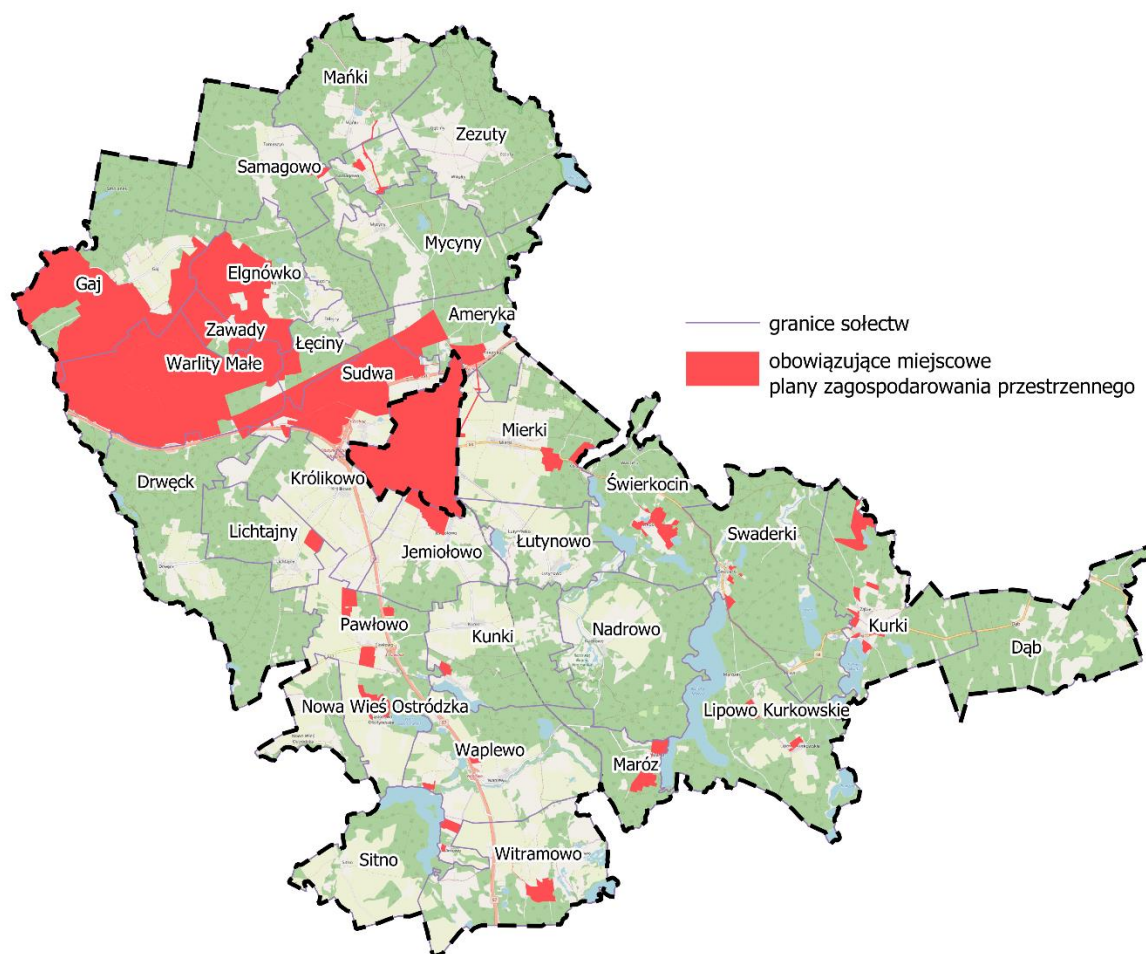 Mańki
Zezuty
Samagowo
Mycyny
Gaj
Elgnówko
Ameryka
Zawady
Łęciny
Warlity Małe
Sudwa
granice sołectw
obowiązujące miejscowe
plany zagospodarowania przestrzennego
Mierki
Drwęck
Królikowo
Świerkocin
Lichtajny
Swaderki
Jemiołowo
Łutynowo
Pawłowo
Kunki
Nadrowo
Kurki
Dąb
Nowa Wieś Ostródzka
Lipowo Kurkowskie
Waplewo
Maróz
Sitno
Witramowo